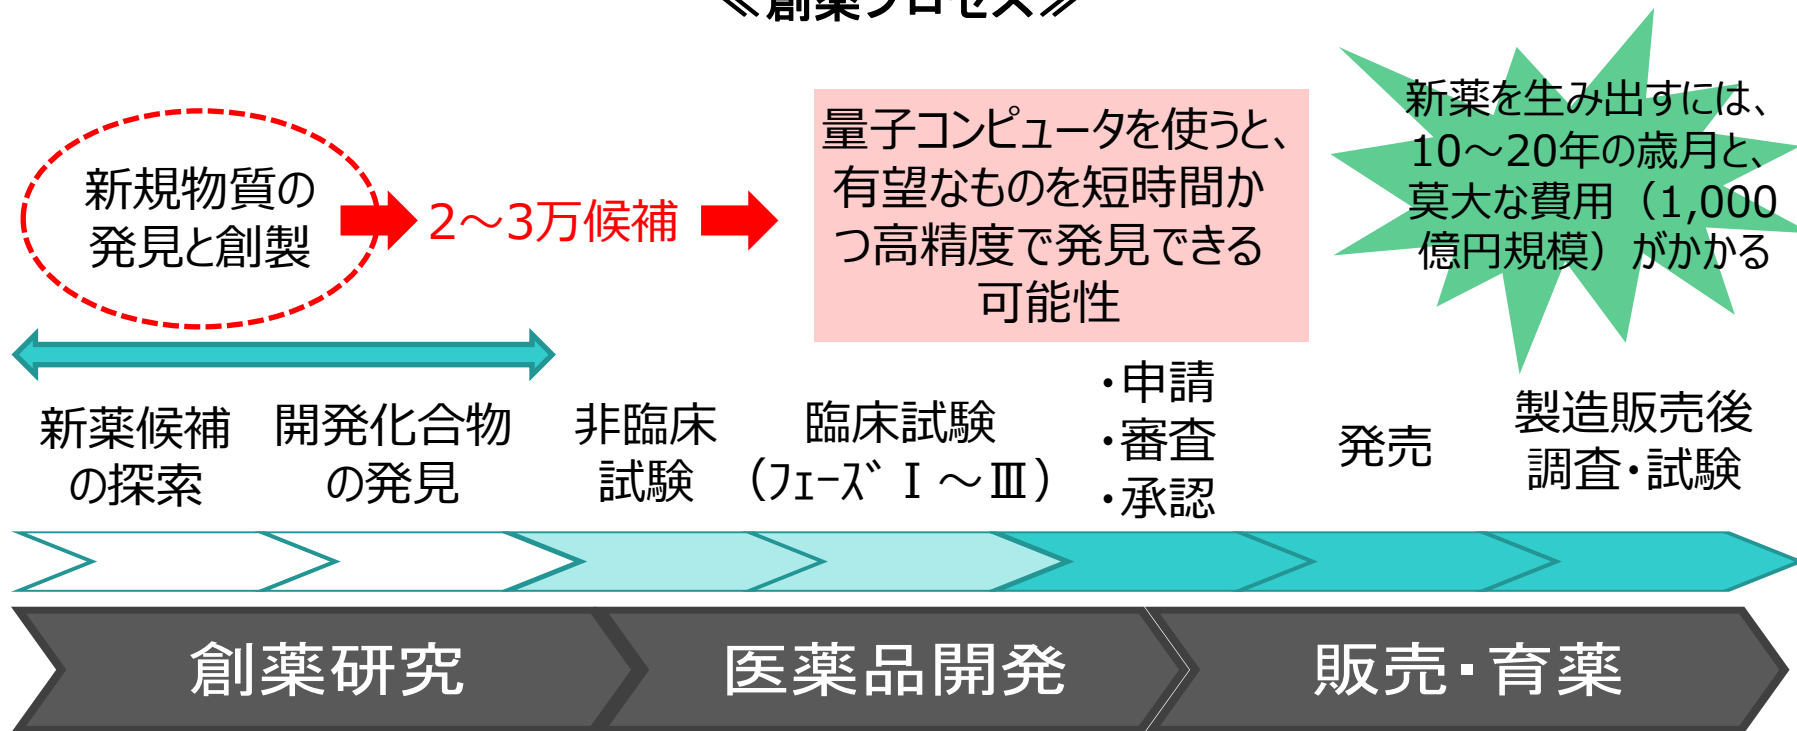 ≪創薬プロセス≫
新規物質の
発見と創製
2～3万候補
量子コンピュータを使うと、
有望なものを短時間か
つ高精度で発見できる
可能性
新薬を生み出すには、
10～20年の歳月と、
莫大な費用（1,000
億円規模）がかかる
新薬候補
の探索
開発化合物
の発見
非臨床
試験
臨床試験
（ﾌｪｰｽﾞⅠ～Ⅲ）
・申請
・審査
・承認
発売
製造販売後
調査・試験
創薬研究
医薬品開発
販売・育薬